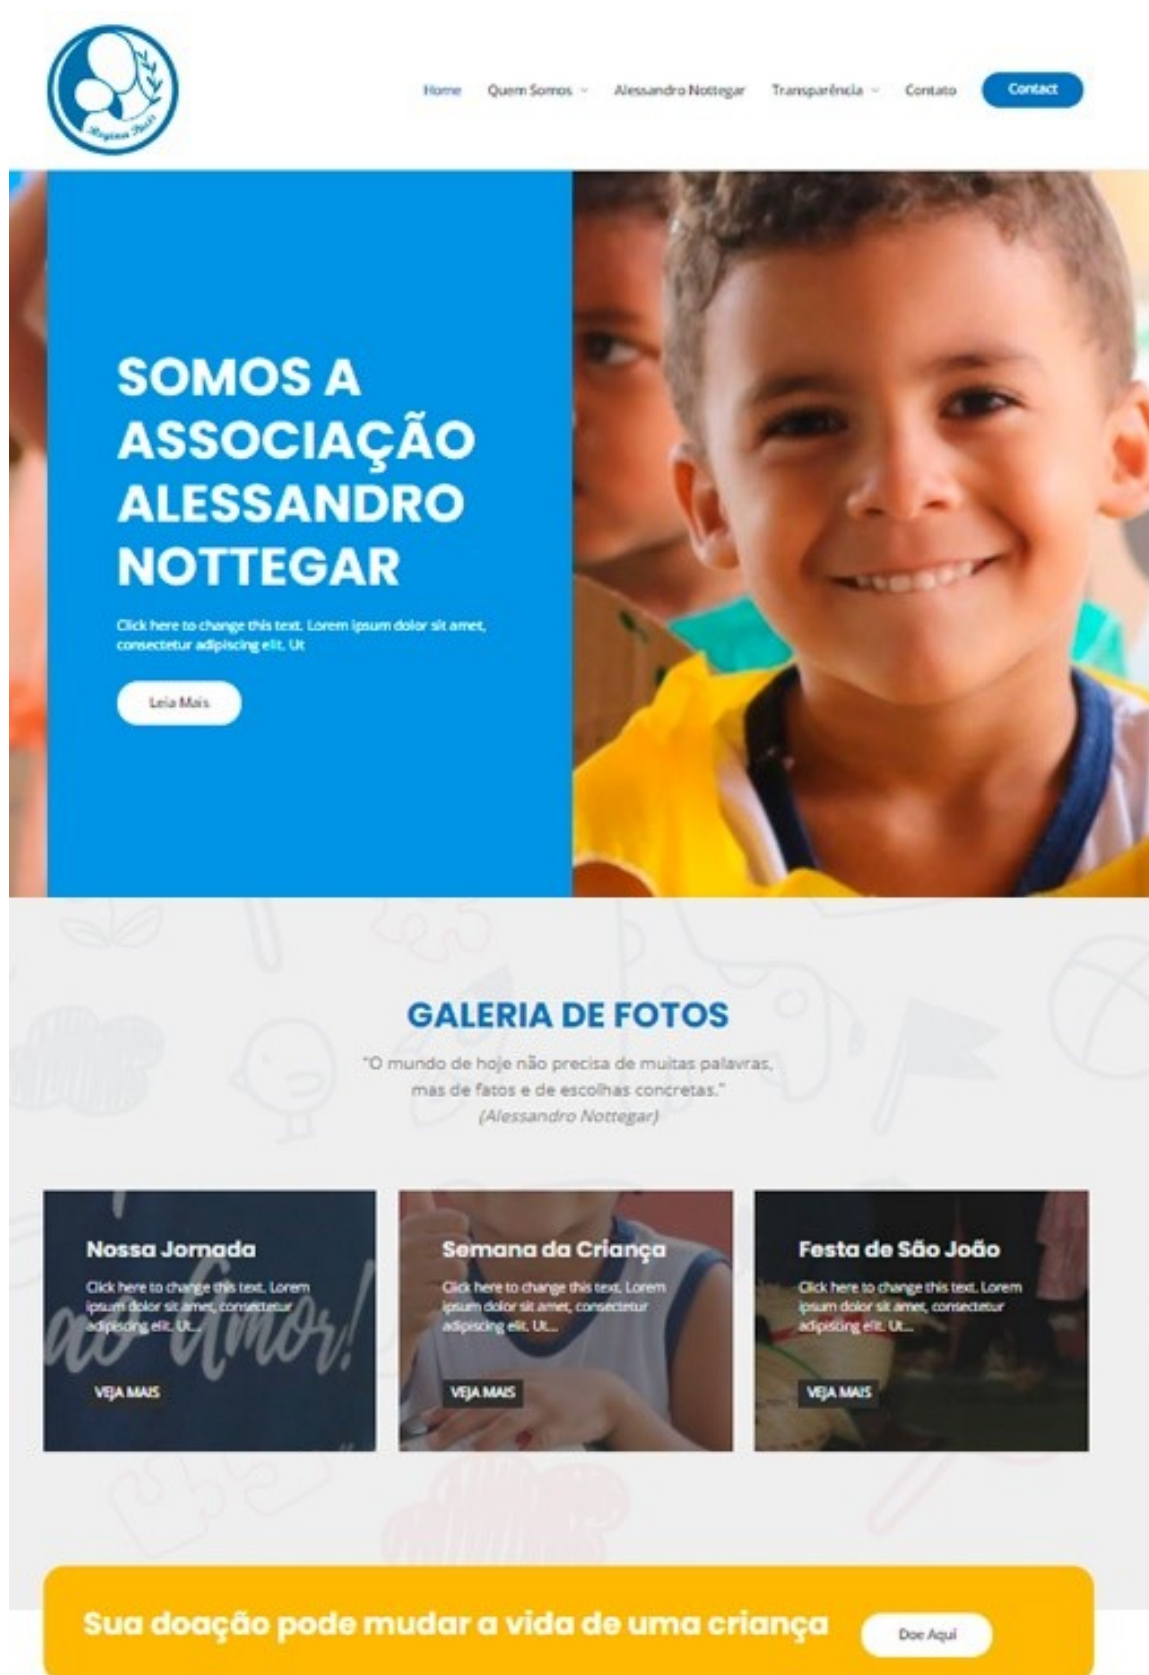 Regina Pacis
Home Quem Somos Alessandro Nottegar Transparência Contato Contact
SOMOS A
ASSOCIAÇÃO
ALESSANDRO
NOTTEGAR
Click here to change this text. Lorem ipsum dolor sit amet,
consectetur adipiscing elit. Ut
Leia Mais
GALERIA DE FOTOS
"O mundo de hoje não precisa de muitas palavras,
mas de fatos e de escolhas concretas."
(Alessandro Nottegar)
Nossa Jornada
Click here to change this text. Lorem
ipsum dolor sit amet, consectetur
adipiscing elit. Ut...
ao Amor!
VEJA MAIS
Semana da Criança
Click here to change this text. Lorem
ipsum dolor sit amet, consectetur
adipiscing elit. Ut...
VEJA MAIS
Festa de São João
Click here to change this text. Lorem
ipsum dolor sit amet, consectetur
adipiscing elit. Ut...
VEJA MAIS
Sua doação pode mudar a vida de uma criança
Doe Aqui